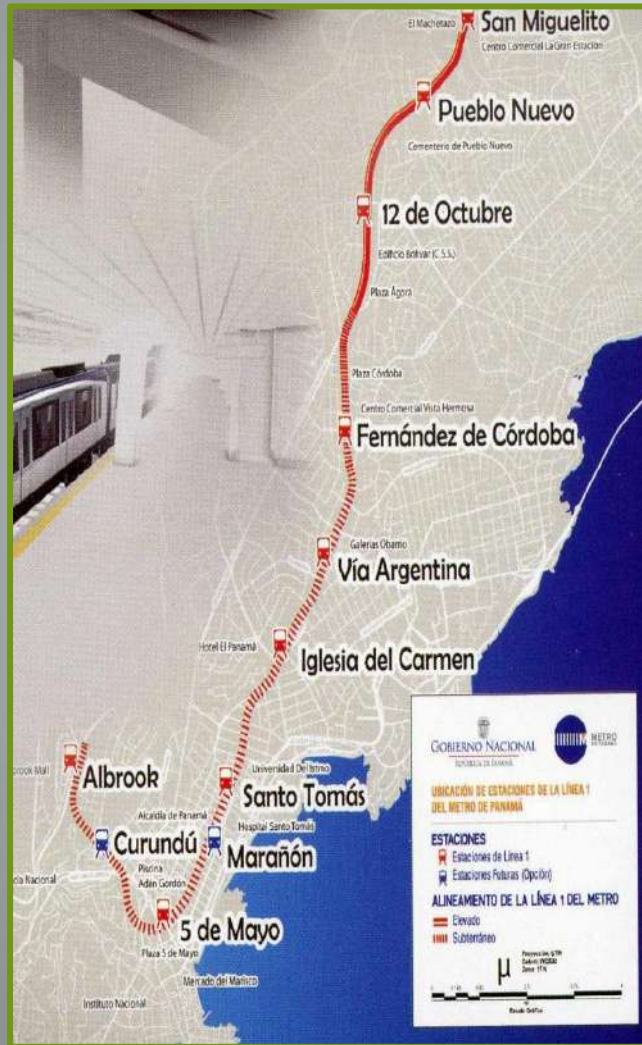 El Machetazo
San Miguelito
Centro Comercial La Gran Estación
Pueblo Nuevo
Cementerio de Pueblo Nuevo
12 de Octubre
Edificio Bolívar (C.S.S.)
Plaza Ágora
Plaza Córdoba
Centro Comercial Vista Hermosa
Fernández de Córdoba
Galerías Obarrio
Vía Argentina
Hotel El Panamá
Iglesia del Carmen
Albrook
Universidad Del Istmo
Santo Tomás
Alcaldía de Panamá
Hospital Santo Tomás
Curundú
Marañón
Piscina
Adán Gordón
5 de Mayo
Plaza 5 de Mayo
Mercado del Marisco
Instituto Nacional
GOBIERNO NACIONAL
REPÚBLICA DE PANAMÁ
METRO
DE PANAMÁ
UBICACIÓN DE ESTACIONES DE LA LÍNEA 1
DEL METRO DE PANAMÁ
ESTACIONES
Estaciones de Línea 1
Estaciones Futuras (Opción)
ALINEAMIENTO DE LA LÍNEA 1 DEL METRO
Elevado
Subterráneo
Escala Gráfica